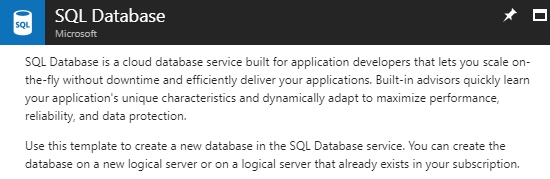 SQL
SQL Database
Microsoft
SQL Database is a cloud database service built for application developers that lets you scale on-
the-fly without downtime and efficiently deliver your applications. Built-in advisors quickly learn
your application's unique characteristics and dynamically adapt to maximize performance,
reliability, and data protection.
Use this template to create a new database in the SQL Database service. You can create the
database on a new logical server or on a logical server that already exists in your subscription.